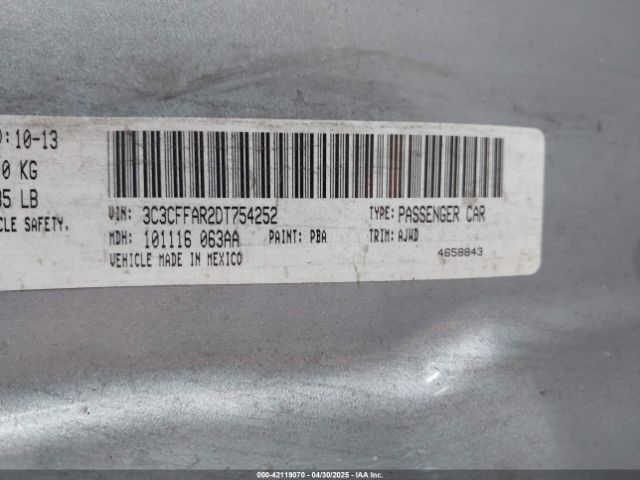 : 10-13
0 KG
35 LB
CLE SAFETY,
VIN: 3C3CFFAR2DT754252 TYPE: PASSENGER CAR
MDH: 101116 063AA PAINT: PBA TRIM: AJWD
VEHICLE MADE IN MEXICO 4658843
000-42119070 - 04/30/2025 - IAA Inc.